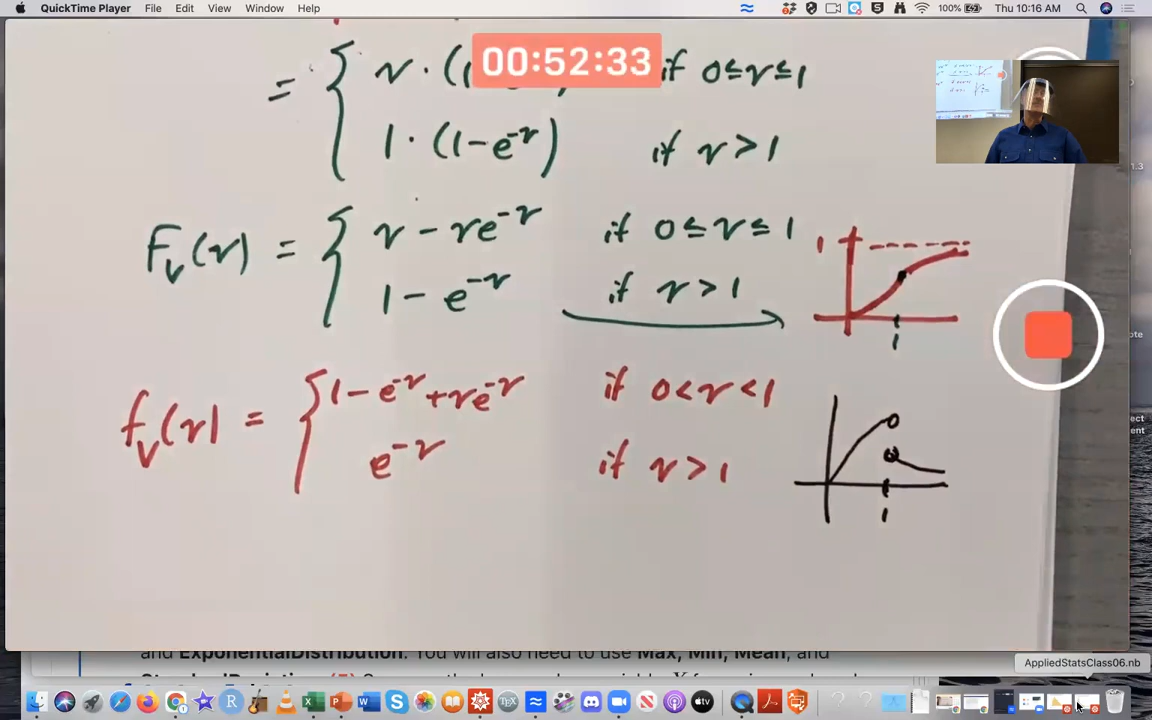 QuickTime Player File Edit View Window Help 100% Thu 10:16 AM
00:52:33
= { v · (1 if 0≤v≤1
1 · (1-e^-v) if v > 1
F_V(v) = { v - ve^-v if 0 ≤ v ≤ 1
1 - e^-v if v > 1
1
1
f_V(v) = { 1-e^-v+ve^-v if 0<v<1
e^-v if v > 1
1
and ExponentialDistribution. You will also need to use Max, Min, Mean, and
AppliedStatsClass06.nb